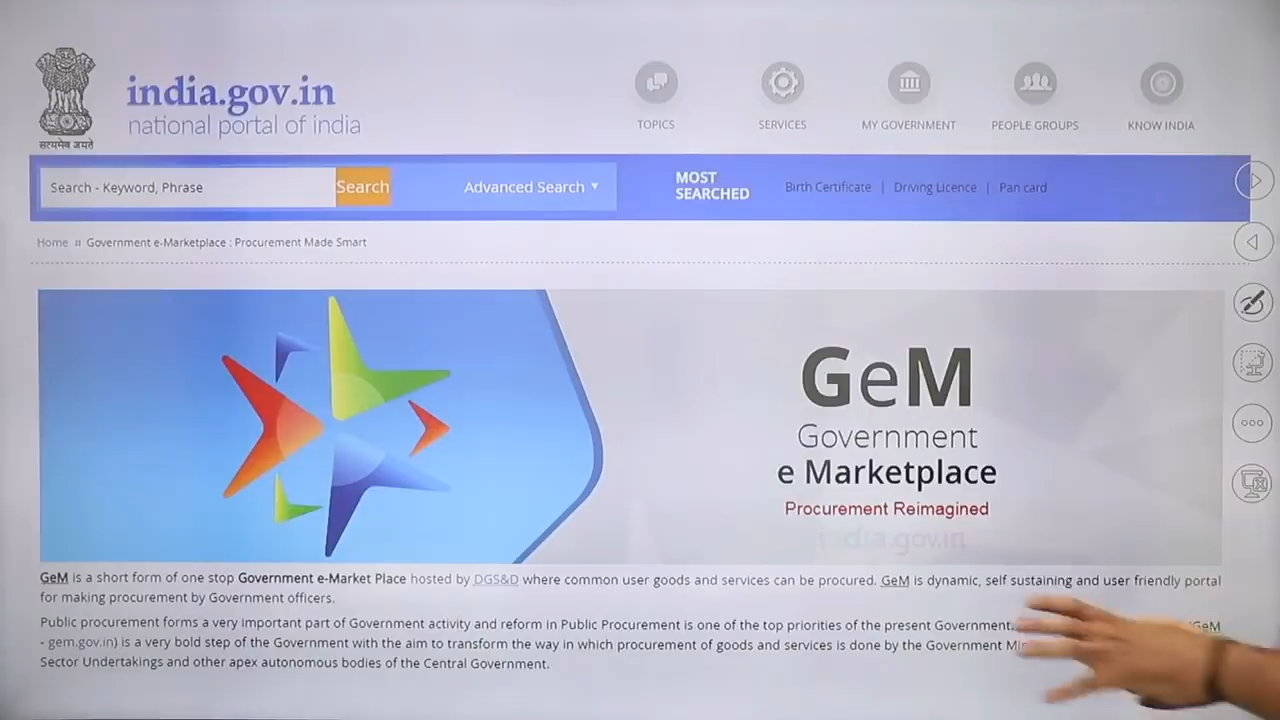 सत्यमेव जयते
india.gov.in
national portal of india
TOPICS
SERVICES
MY GOVERNMENT
PEOPLE GROUPS
KNOW INDIA
Search - Keyword, Phrase
Search
Advanced Search ▼
MOST
SEARCHED
Birth Certificate | Driving Licence | Pan card
Home » Government e-Marketplace : Procurement Made Smart
GeM
Government
e Marketplace
Procurement Reimagined
india.gov.in
GeM is a short form of one stop Government e-Market Place hosted by DGS&D where common user goods and services can be procured. GeM is dynamic, self sustaining and user friendly portal
for making procurement by Government officers.
Public procurement forms a very important part of Government activity and reform in Public Procurement is one of the top priorities of the present Government. (GeM
- gem.gov.in) is a very bold step of the Government with the aim to transform the way in which procurement of goods and services is done by the Government
Sector Undertakings and other apex autonomous bodies of the Central Government.